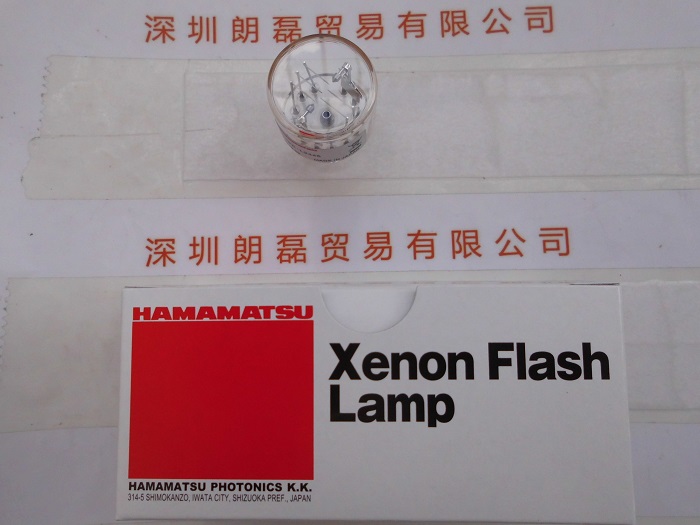 深圳朗磊贸易有限公司
深圳朗磊贸易有限公司
HAMAMATSU
Xenon Flash
Lamp
HAMAMATSU PHOTONICS K.K.
314-5 SHIMOKANZO, IWATA CITY, SHIZUOKA PREF., JAPAN